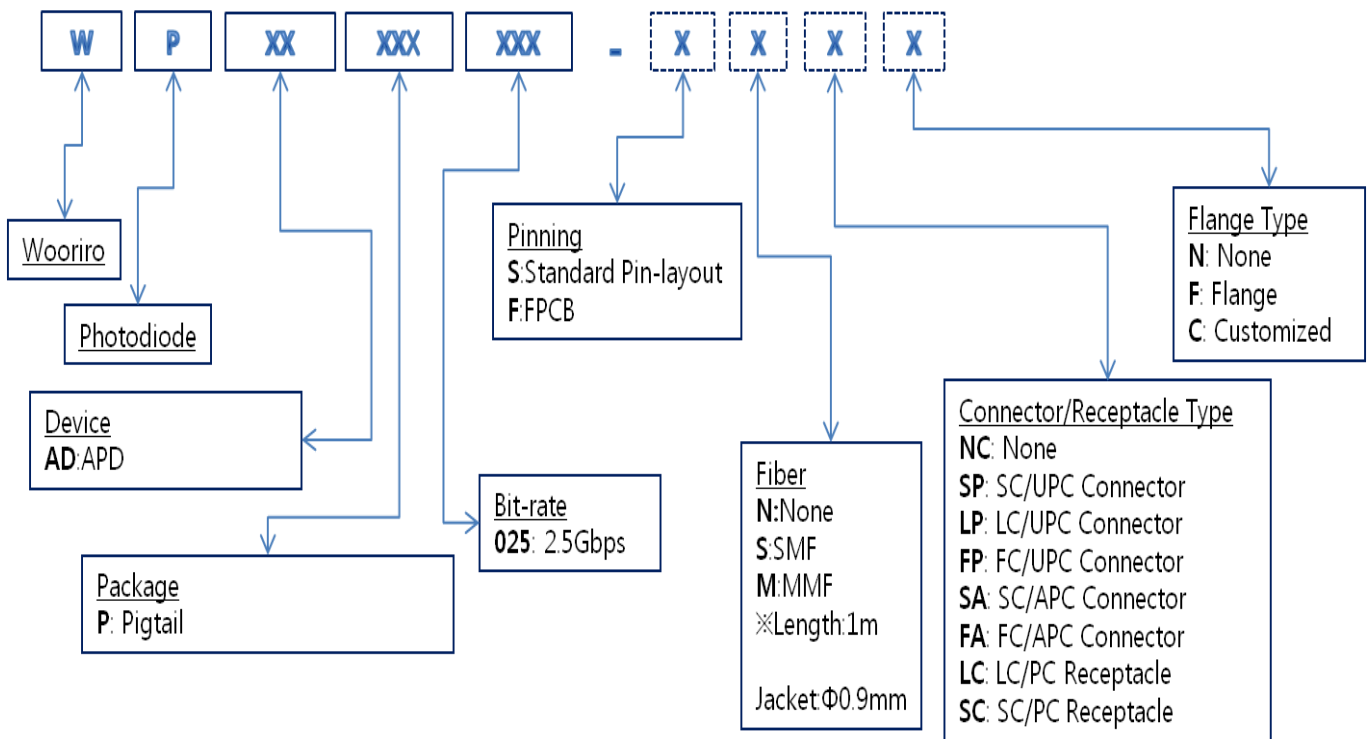 W P XX XXX XXX - X X X X
Wooriro
Photodiode
Device
AD:APD
Package
P: Pigtail
Bit-rate
025: 2.5Gbps
Pinning
S:Standard Pin-layout
F:FPCB
Fiber
N:None
S:SMF
M:MMF
※Length:1m
Jacket:Φ0.9mm
Connector/Receptacle Type
NC: None
SP: SC/UPC Connector
LP: LC/UPC Connector
FP: FC/UPC Connector
SA: SC/APC Connector
FA: FC/APC Connector
LC: LC/PC Receptacle
SC: SC/PC Receptacle
Flange Type
N: None
F: Flange
C: Customized